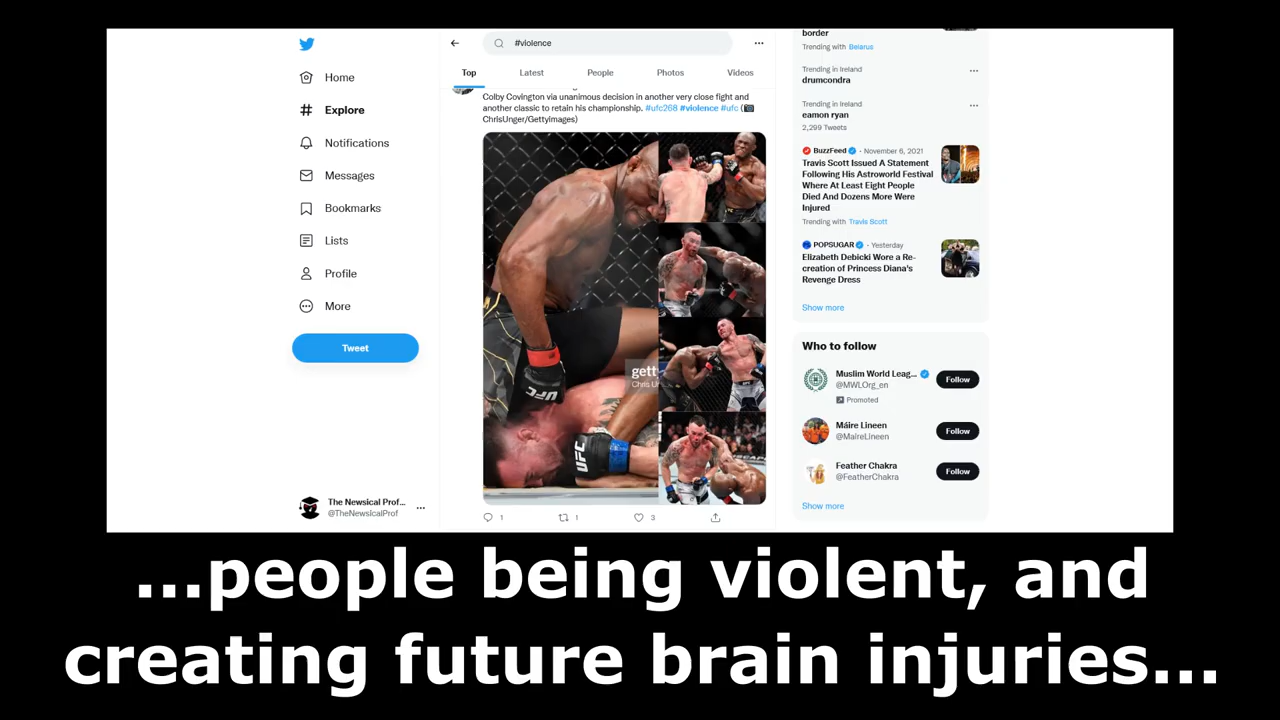 #violence
Top
Latest
People
Photos
Videos
Home
Explore
Notifications
Messages
Bookmarks
Lists
Profile
More
Tweet
The Newsical Prof...
@TheNewsicalProf
Colby Covington via unanimous decision in another very close fight and
another classic to retain his championship. #ufc268 #violence #ufc (📷
ChrisUnger/Gettyimages)
UFC
UFC
gett
Chris U
1
1
3
border
Trending with Belarus
Trending in Ireland
drumcondra
Trending in Ireland
eamon ryan
2,299 Tweets
BuzzFeed · November 6, 2021
Travis Scott Issued A Statement
Following His Astroworld Festival
Where At Least Eight People
Died And Dozens More Were
Injured
Trending with Travis Scott
POPSUGAR · Yesterday
Elizabeth Debicki Wore a Re-
creation of Princess Diana's
Revenge Dress
Show more
Who to follow
Muslim World Leag...
@MWLOrg_en
Follow
Promoted
Máire Lineen
@MaireLineen
Follow
Feather Chakra
@FeatherChakra
Follow
Show more
...people being violent, and
creating future brain injuries...